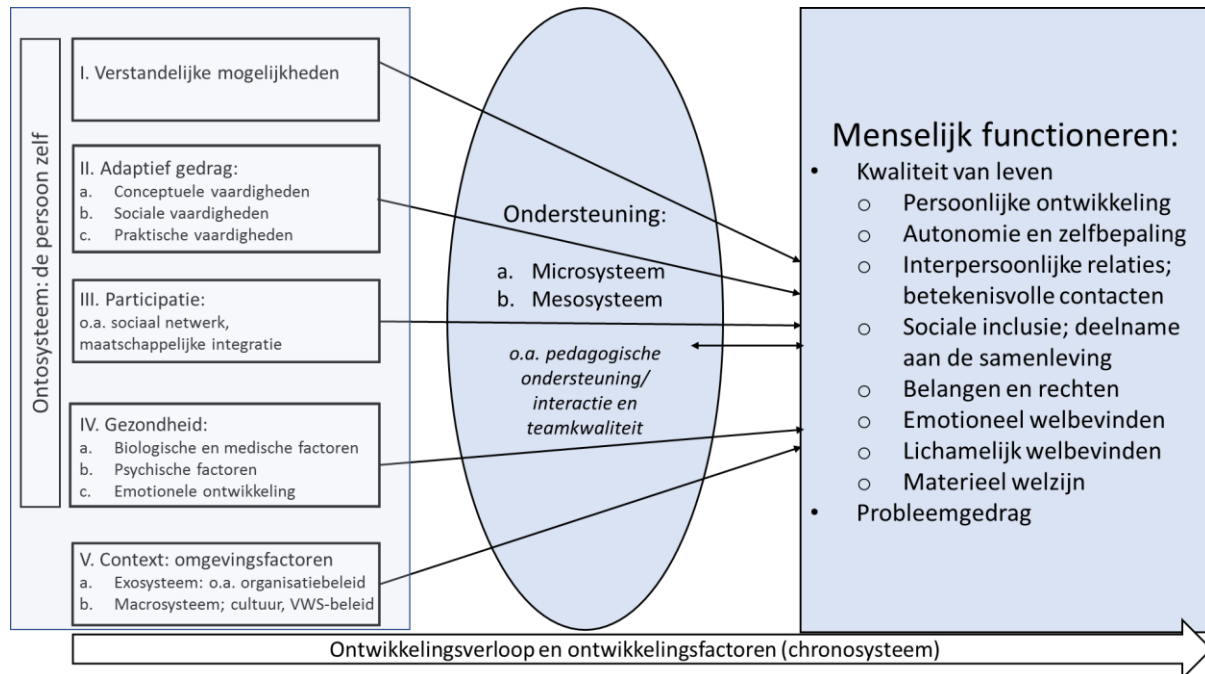 Ontosysteem: de persoon zelf
I. Verstandelijke mogelijkheden
II. Adaptief gedrag:
a. Conceptuele vaardigheden
b. Sociale vaardigheden
c. Praktische vaardigheden
III. Participatie:
o.a. sociaal netwerk,
maatschappelijke integratie
IV. Gezondheid:
a. Biologische en medische factoren
b. Psychische factoren
c. Emotionele ontwikkeling
V. Context: omgevingsfactoren
a. Exosysteem: o.a. organisatiebeleid
b. Macrosysteem; cultuur, VWS-beleid
Ondersteuning:
a. Microsysteem
b. Mesosysteem
o.a. pedagogische
ondersteuning/
interactie en
teamkwaliteit
Menselijk functioneren:
• Kwaliteit van leven
o Persoonlijke ontwikkeling
o Autonomie en zelfbepaling
o Interpersoonlijke relaties;
betekenisvolle contacten
o Sociale inclusie; deelname
aan de samenleving
o Belangen en rechten
o Emotioneel welbevinden
o Lichamelijk welbevinden
o Materieel welzijn
• Probleemgedrag
Ontwikkelingsverloop en ontwikkelingsfactoren (chronosysteem)